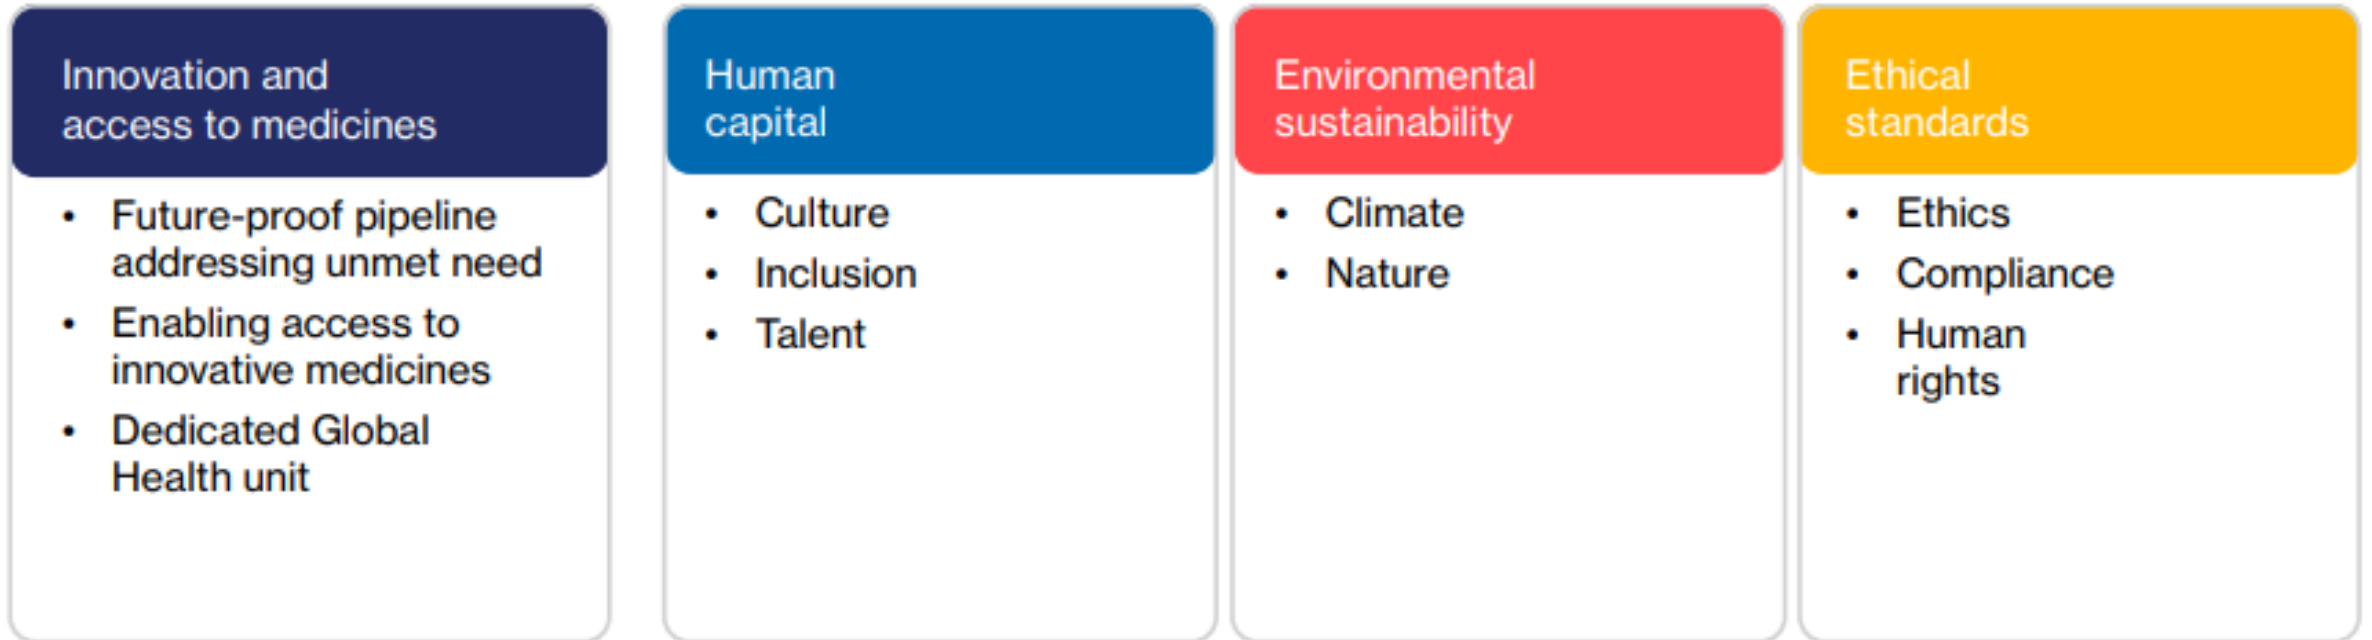 Innovation and
access to medicines
• Future-proof pipeline
addressing unmet need
• Enabling access to
innovative medicines
• Dedicated Global
Health unit
Human
capital
• Culture
• Inclusion
• Talent
Environmental
sustainability
• Climate
• Nature
Ethical
standards
• Ethics
• Compliance
• Human
rights